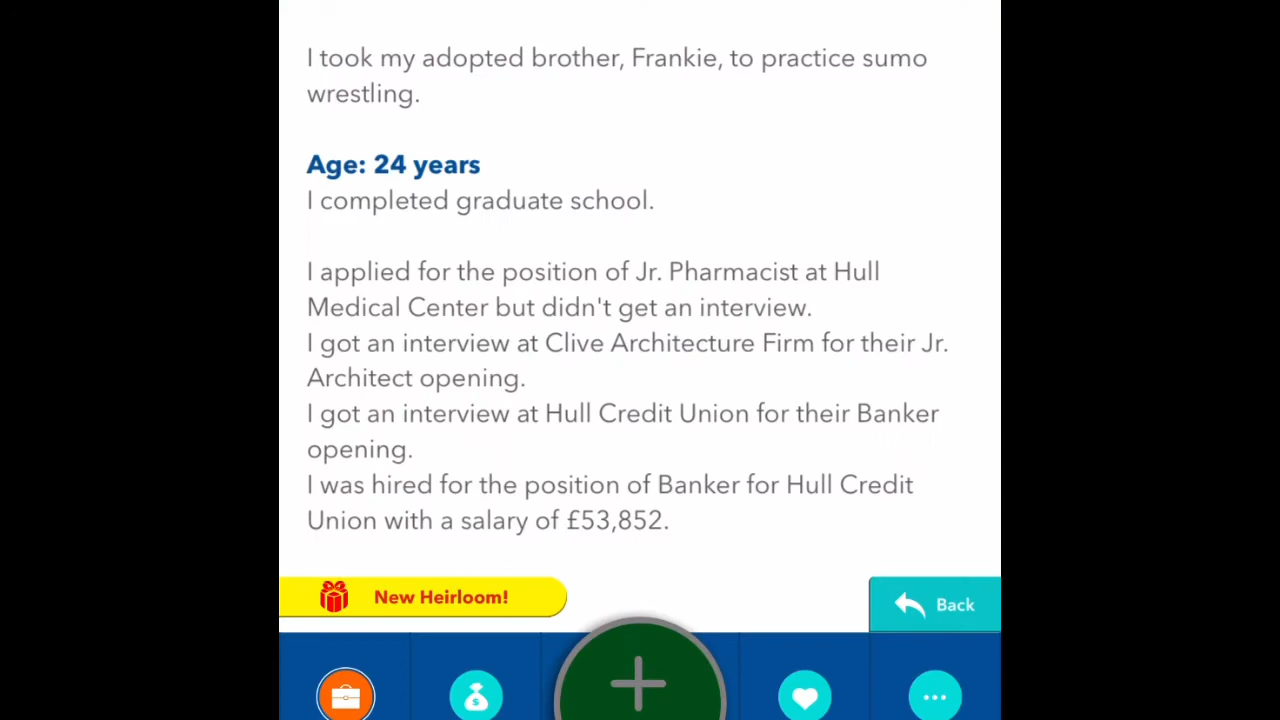 I took my adopted brother, Frankie, to practice sumo
wrestling.
Age: 24 years
I completed graduate school.
I applied for the position of Jr. Pharmacist at Hull
Medical Center but didn't get an interview.
I got an interview at Clive Architecture Firm for their Jr.
Architect opening.
I got an interview at Hull Credit Union for their Banker
opening.
I was hired for the position of Banker for Hull Credit
Union with a salary of £53,852.
New Heirloom!
Back